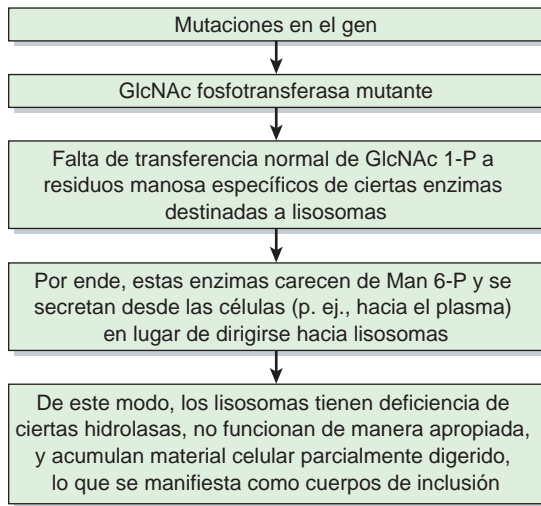 Mutaciones en el gen
GlcNAc fosfotransferasa mutante
Falta de transferencia normal de GlcNAc 1-P a
residuos manosa específicos de ciertas enzimas
destinadas a lisosomas
Por ende, estas enzimas carecen de Man 6-P y se
secretan desde las células (p. ej., hacia el plasma)
en lugar de dirigirse hacia lisosomas
De este modo, los lisosomas tienen deficiencia de
ciertas hidrolasas, no funcionan de manera apropiada,
y acumulan material celular parcialmente digerido,
lo que se manifiesta como cuerpos de inclusión